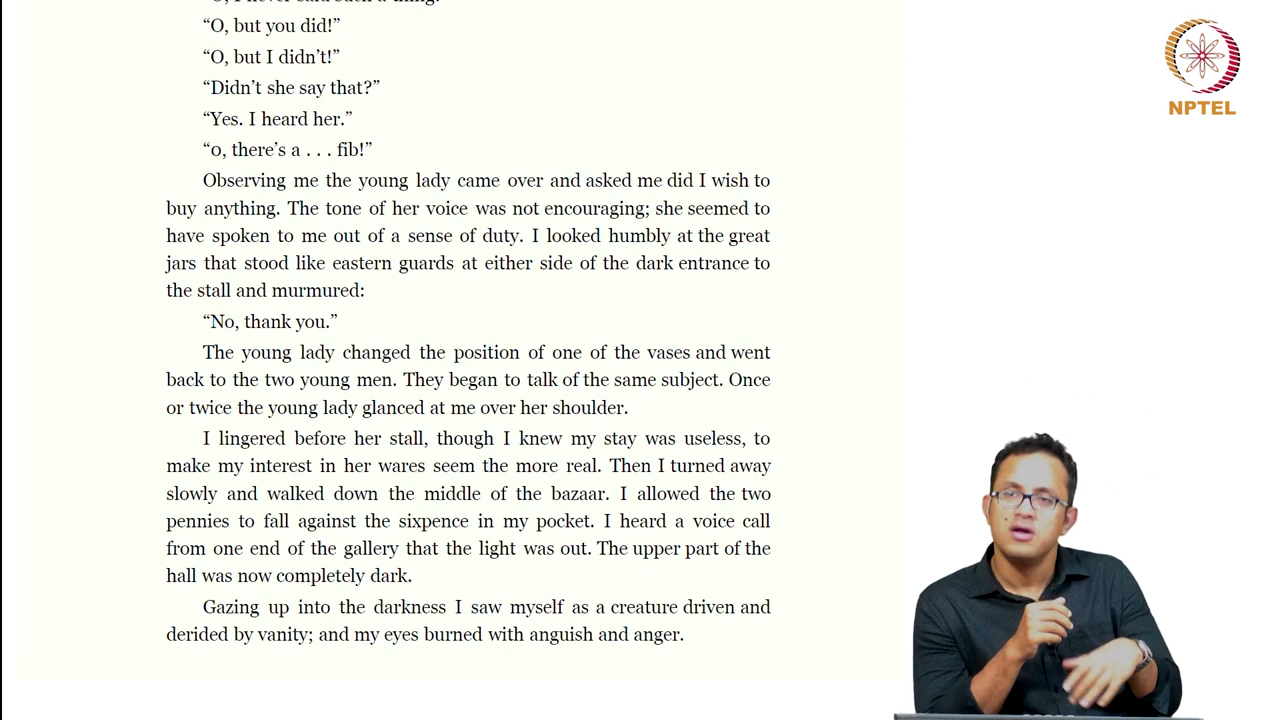 “O, but you did!”
“O, but I didn’t!”
“Didn’t she say that?”
“Yes. I heard her.”
“0, there’s a . . . fib!”
Observing me the young lady came over and asked me did I wish to
buy anything. The tone of her voice was not encouraging; she seemed to
have spoken to me out of a sense of duty. I looked humbly at the great
jars that stood like eastern guards at either side of the dark entrance to
the stall and murmured:
“No, thank you.”
The young lady changed the position of one of the vases and went
back to the two young men. They began to talk of the same subject. Once
or twice the young lady glanced at me over her shoulder.
I lingered before her stall, though I knew my stay was useless, to
make my interest in her wares seem the more real. Then I turned away
slowly and walked down the middle of the bazaar. I allowed the two
pennies to fall against the sixpence in my pocket. I heard a voice call
from one end of the gallery that the light was out. The upper part of the
hall was now completely dark.
Gazing up into the darkness I saw myself as a creature driven and
derided by vanity; and my eyes burned with anguish and anger.
NPTEL